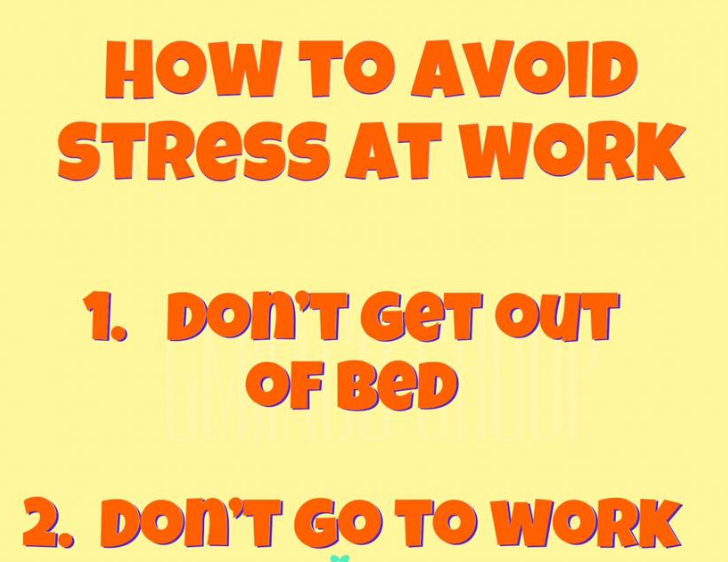 HOW TO AVOID
STRESS AT WORK
1. DON'T GET OUT
OF BED
2. DON'T GO TO WORK